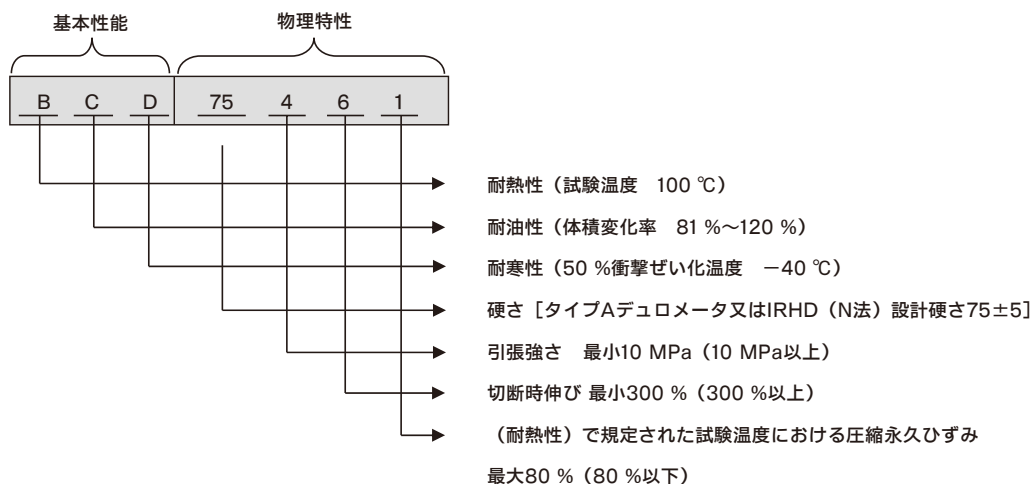 基本性能 物理特性
B C D 75 4 6 1
耐熱性（試験温度　100 ℃）
耐油性（体積変化率　81 %～120 %）
耐寒性（50 %衝撃ぜい化温度　－40 ℃）
硬さ［タイプAデュロメータ又はIRHD（N法）設計硬さ75±5］
引張強さ　最小10 MPa（10 MPa以上）
切断時伸び 最小300 %（300 %以上）
（耐熱性）で規定された試験温度における圧縮永久ひずみ
最大80 %（80 %以下）